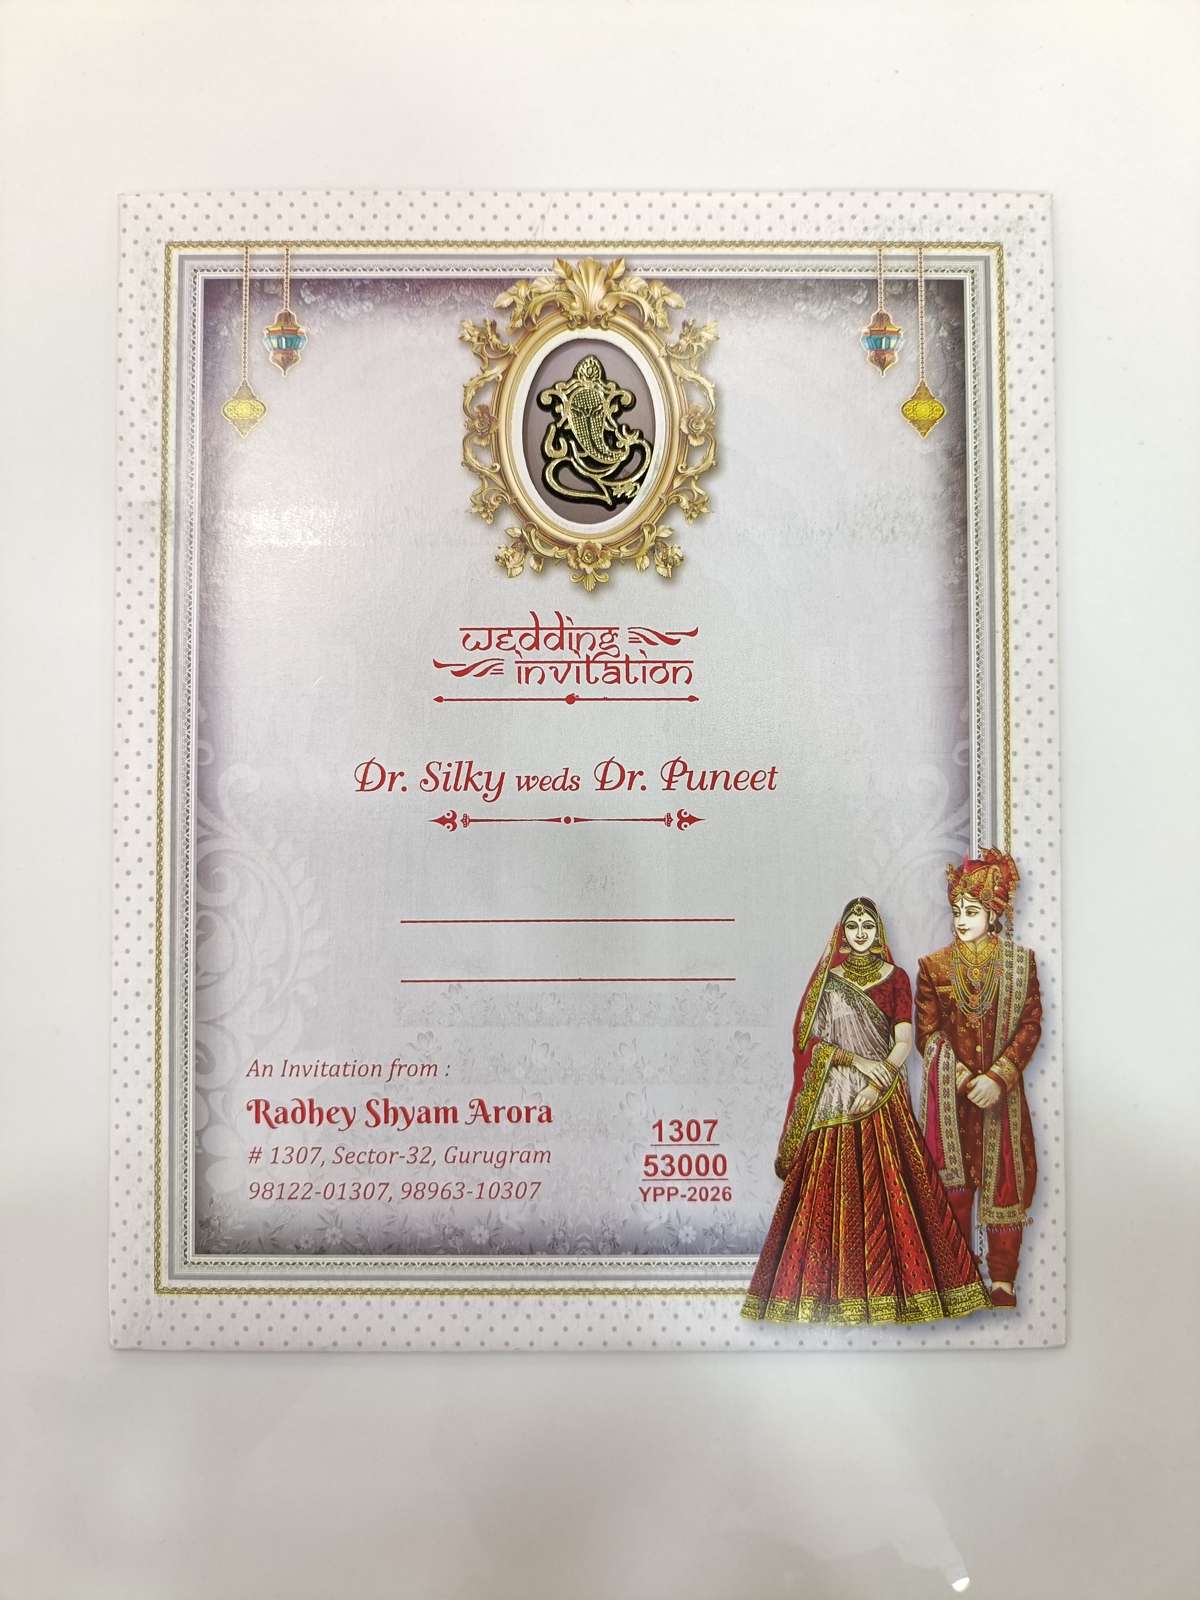 wedding
invitation
Dr. Silky weds Dr. Puneet
An Invitation from :
Radhey Shyam Arora
# 1307, Sector-32, Gurugram
98122-01307, 98963-10307
1307
53000
YPP-2026